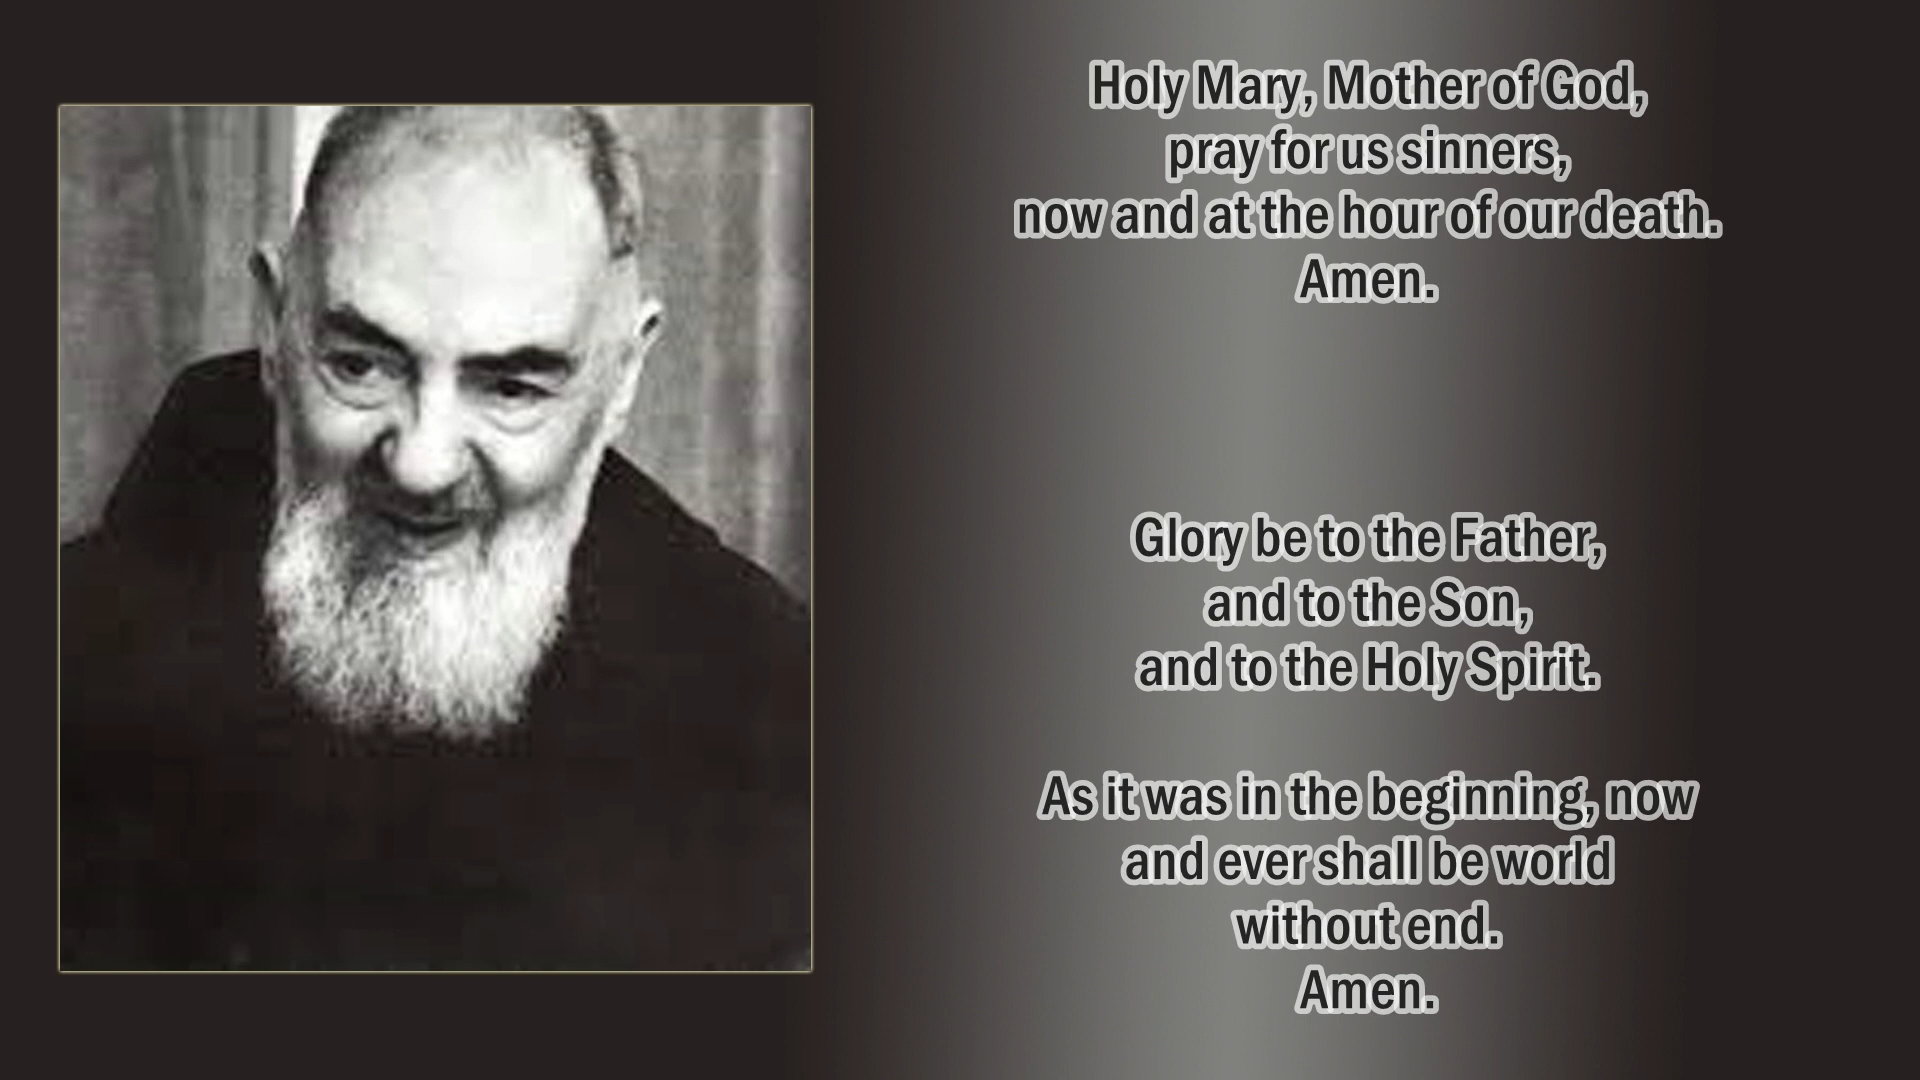 Holy Mary, Mother of God,
pray for us sinners,
now and at the hour of our death.
Amen.
Glory be to the Father,
and to the Son,
and to the Holy Spirit.
As it was in the beginning, now
and ever shall be world
without end.
Amen.